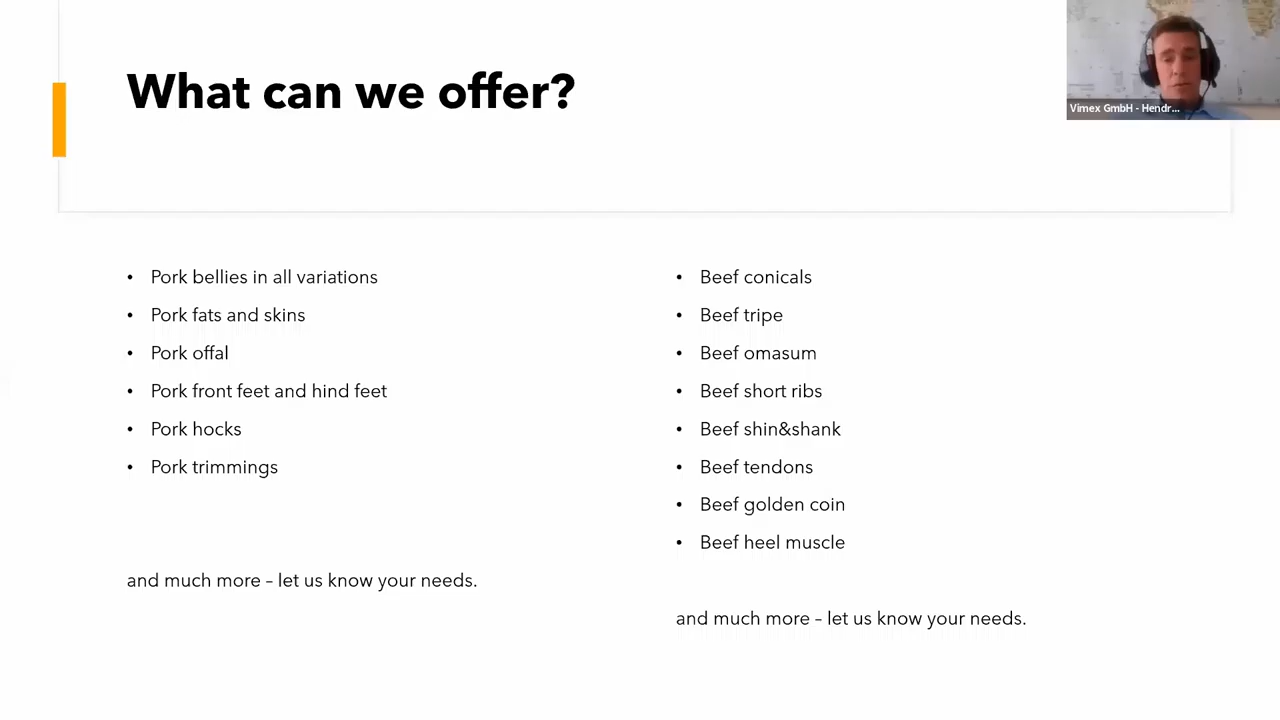 What can we offer?
Vimex GmbH - Hendr...
• Pork bellies in all variations
• Pork fats and skins
• Pork offal
• Pork front feet and hind feet
• Pork hocks
• Pork trimmings
and much more – let us know your needs.
• Beef conicals
• Beef tripe
• Beef omasum
• Beef short ribs
• Beef shin&shank
• Beef tendons
• Beef golden coin
• Beef heel muscle
and much more – let us know your needs.